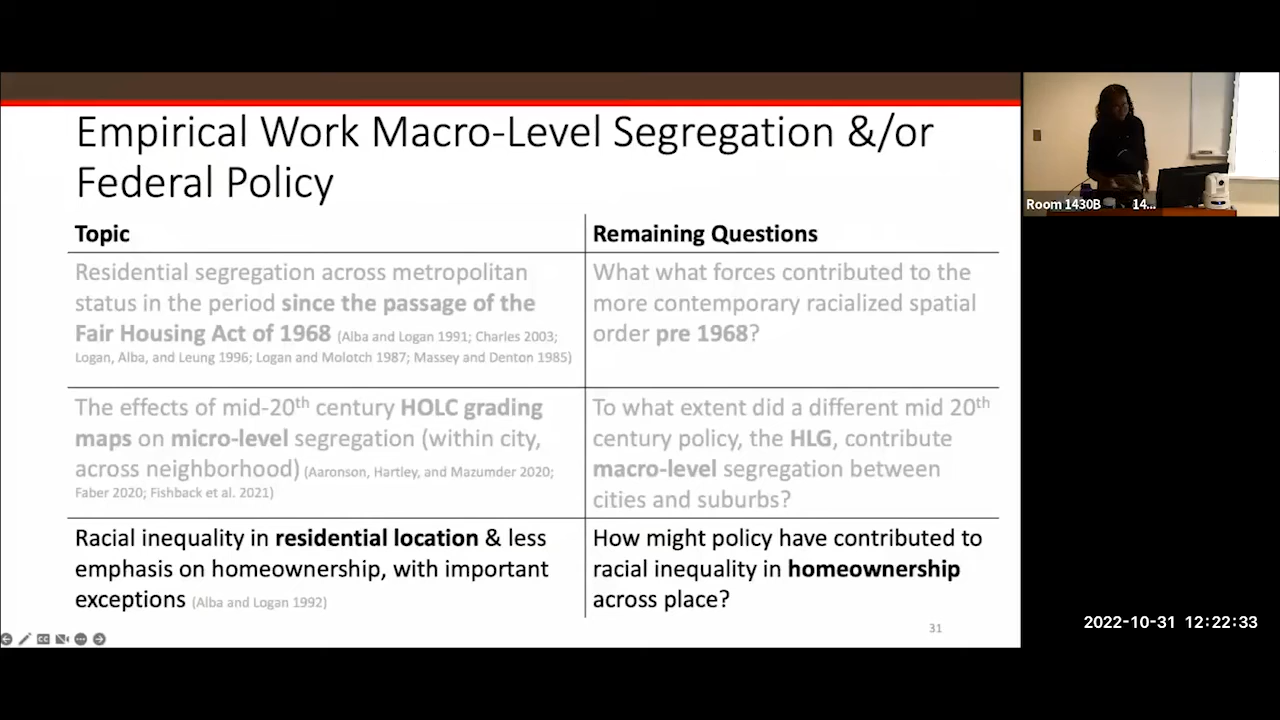 Empirical Work Macro-Level Segregation &/or
Federal Policy
Topic
Remaining Questions
Residential segregation across metropolitan
status in the period since the passage of the
Fair Housing Act of 1968 (Alba and Logan 1991; Charles 2003;
Logan, Alba, and Leung 1996; Logan and Molotch 1987; Massey and Denton 1985)
What what forces contributed to the
more contemporary racialized spatial
order pre 1968?
The effects of mid-20th century HOLC grading
maps on micro-level segregation (within city,
across neighborhood) (Aaronson, Hartley, and Mazumder 2020;
Faber 2020; Fishback et al. 2021)
To what extent did a different mid 20th
century policy, the HLG, contribute
macro-level segregation between
cities and suburbs?
Racial inequality in residential location & less
emphasis on homeownership, with important
exceptions (Alba and Logan 1992)
How might policy have contributed to
racial inequality in homeownership
across place?
31
Room 1430B 14...
2022-10-31 12:22:33